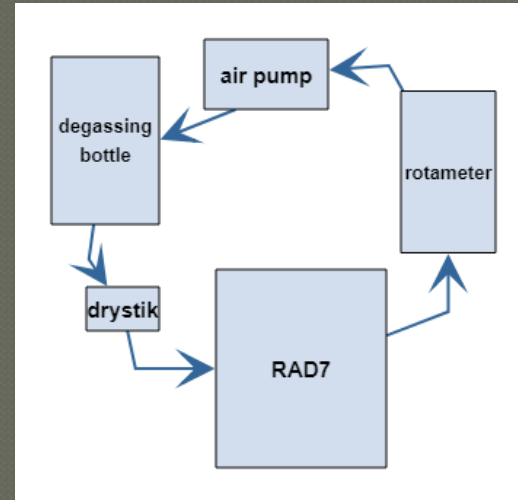 air pump
degassing
bottle
rotameter
drystik
RAD7